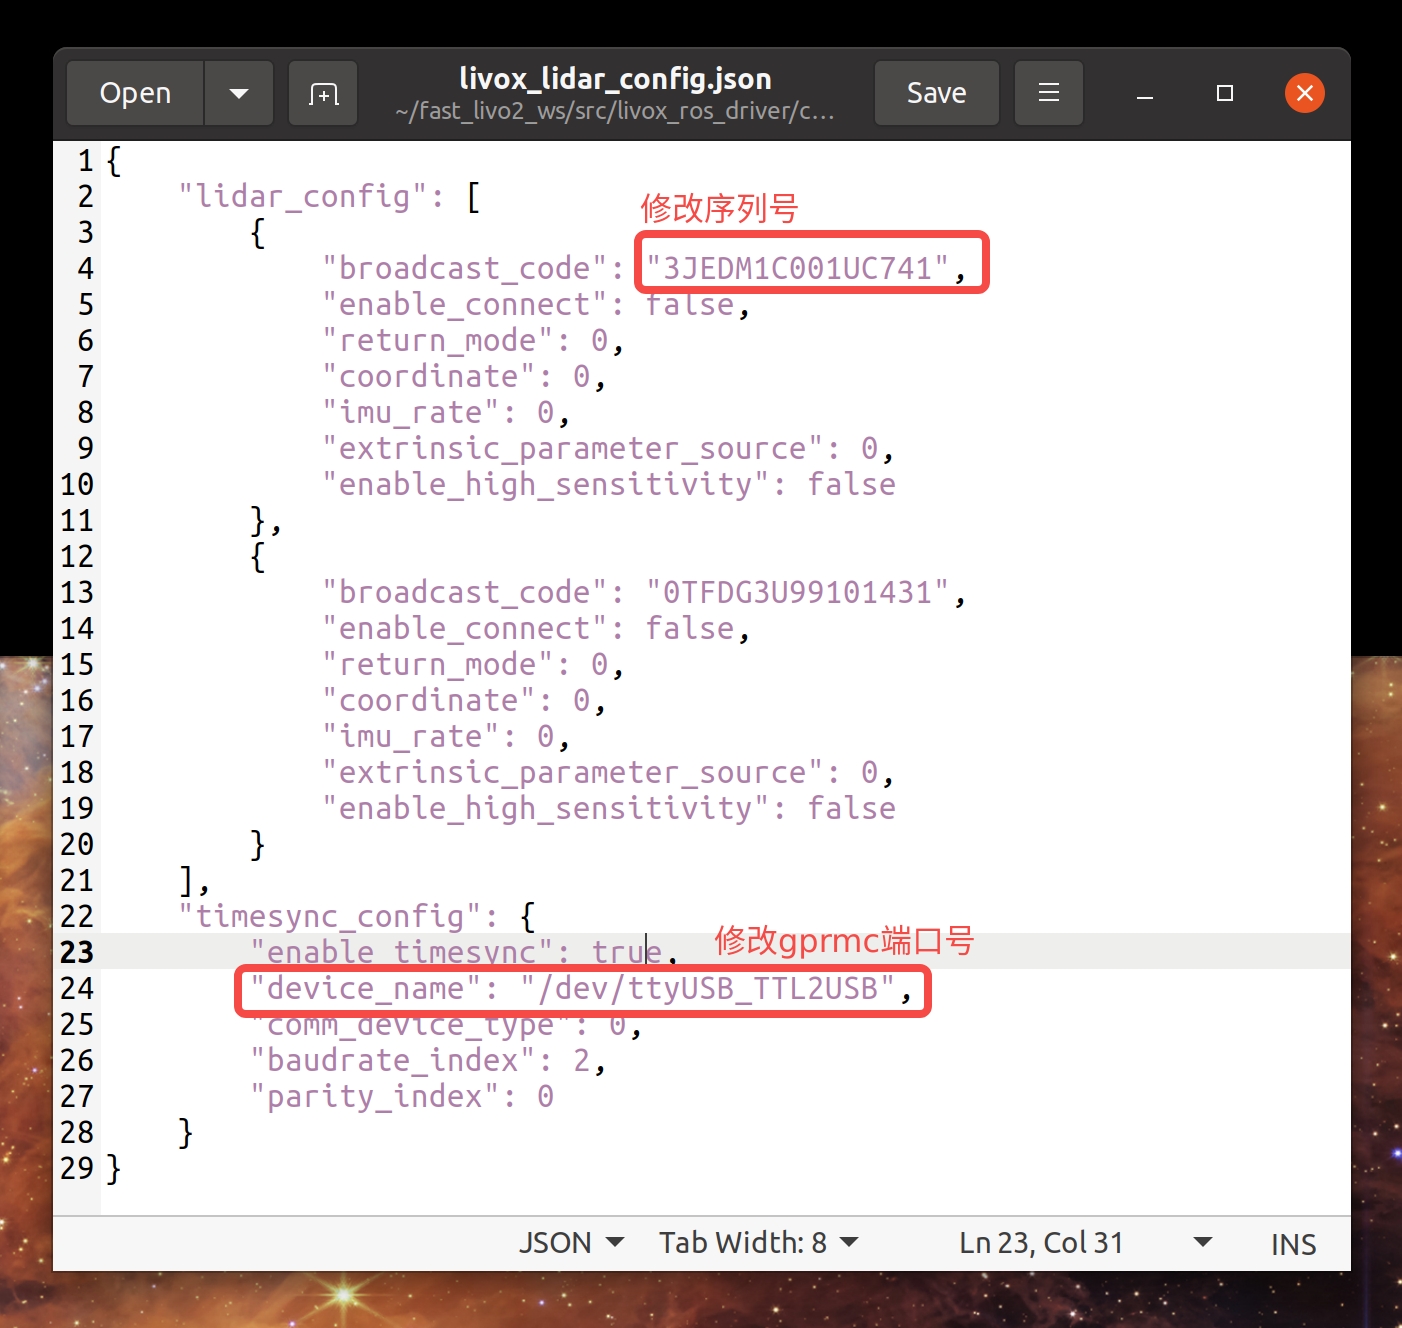 Open
livox_lidar_config.json
~/fast_livo2_ws/src/livox_ros_driver/c…
Save
1 {
2 "lidar_config": [
修改序列号
3 {
4 "broadcast_code": "3JEDM1C001UC741",
5 "enable_connect": false,
6 "return_mode": 0,
7 "coordinate": 0,
8 "imu_rate": 0,
9 "extrinsic_parameter_source": 0,
10 "enable_high_sensitivity": false
11 },
12 {
13 "broadcast_code": "0TFDG3U99101431",
14 "enable_connect": false,
15 "return_mode": 0,
16 "coordinate": 0,
17 "imu_rate": 0,
18 "extrinsic_parameter_source": 0,
19 "enable_high_sensitivity": false
20 }
21 ],
22 "timesync_config": {
23 "enable_timesync": true,
修改gprmc端口号
24 "device_name": "/dev/ttyUSB_TTL2USB",
25 "comm_device_type": 0,
26 "baudrate_index": 2,
27 "parity_index": 0
28 }
29 }
JSON
Tab Width: 8
Ln 23, Col 31
INS